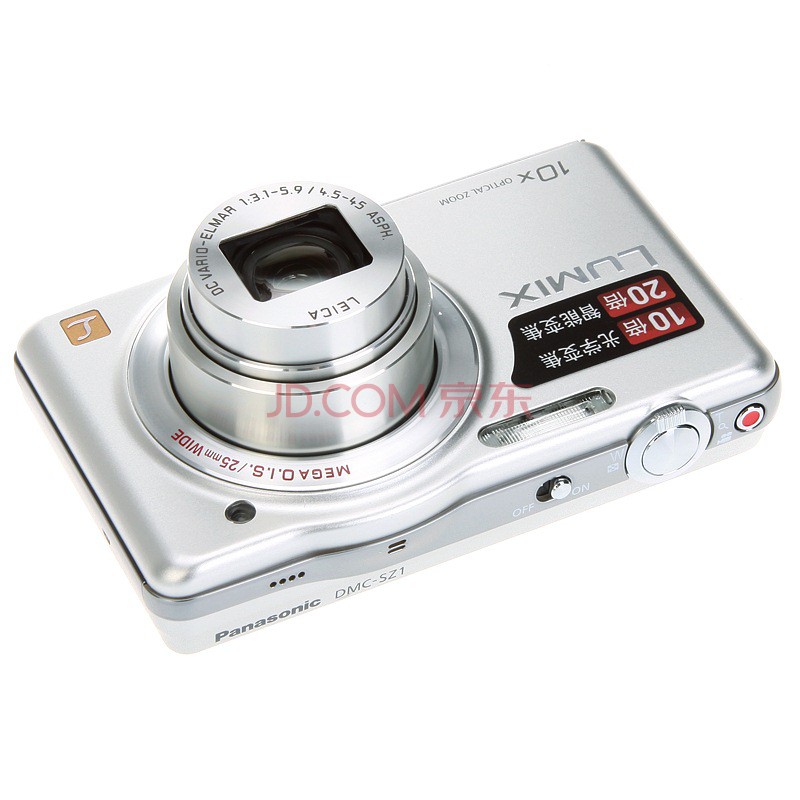 10x OPTICAL ZOOM
LUMIX
10倍 光学变焦
20倍 智能变焦
DC VARIO-ELMAR 1:3.1-5.9 / 4.5-45 ASPH.
LEICA
MEGA O.I.S. / 25mm WIDE
JD.COM 京东
OFF ON
Panasonic DMC-SZ1